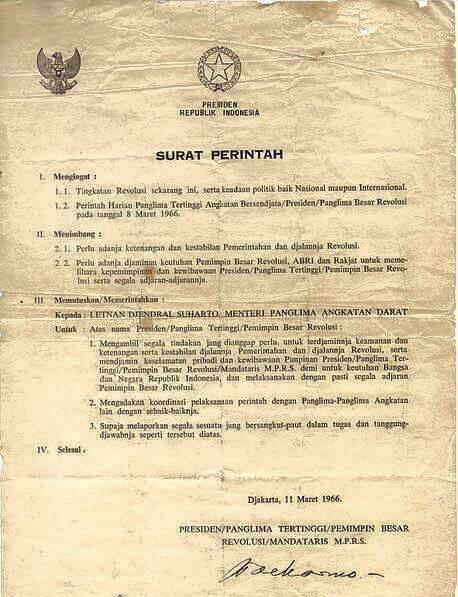 PRESIDEN
REPUBLIK INDONESIA
SURAT PERINTAH
I. Mengingat :
1. 1. Tingkatan Revolusi sekarang ini, serta keadaan politik baik Nasional maupun Internasional.
1. 2. Perintah Harian Panglima Tertinggi Angkatan Bersendjata/Presiden/Panglima Besar Revolusi
pada tanggal 8 Maret 1966.
II. Menimbang :
2. 1. Perlu adanja ketenangan dan kestabilan Pemerintahan dan djalannja Revolusi.
2. 2. Perlu adanja djaminan keutuhan Pemimpin Besar Revolusi, ABRI dan Rakjat untuk meme-
lihara kepemimpinan dan kewibawaan Presiden/Panglima Tertinggi/Pemimpin Besar Revo-
lusi serta segala adjaran-adjarannja.
III. Memutuskan/Memerintahkan :
Kepada : LETNAN DJENDRAL SUHARTO, MENTERI PANGLIMA ANGKATAN DARAT
Untuk : Atas nama Presiden/Panglima Tertinggi/Pemimpin Besar Revolusi :
1. Mengambil segala tindakan jang dianggap perlu, untuk terdjaminnja keamanan dan
ketenangan serta kestabilan djalannja Pemerintahan dan djalannja Revolusi, serta
mendjimin keselamatan pribadi dan kewibawaan Pimpinan Presiden/Panglima Ter-
tinggi/Pemimpin Besar Revolusi/Mandataris M.P.R.S. demi untuk keutuhan Bangsa
dan Negara Republik Indonesia, dan melaksanakan dengan pasti segala adjaran
Pemimpin Besar Revolusi.
2. Mengadakan koordinasi pelaksanaan perintah dengan Panglima-Panglima Angkatan
lain dengan sebaik-baiknja.
3. Supaja melaporkan segala sesuatu jang bersangkut-paut dalam tugas dan tanggung-
djawabnja seperti tersebut diatas.
IV. Selesai.
Djakarta, 11 Maret 1966.
PRESIDEN/PANGLIMA TERTINGGI/PEMIMPIN BESAR
REVOLUSI/MANDATARIS M.P.R.S.
Soekarno